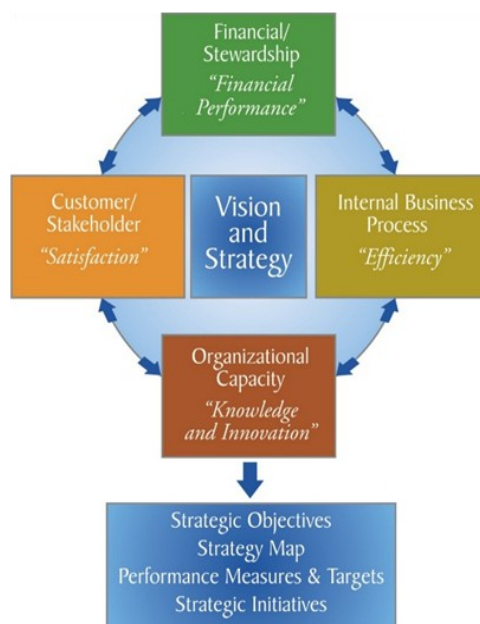 Financial/
Stewardship
“Financial
Performance”
Customer/
Stakeholder
“Satisfaction”
Vision
and
Strategy
Internal Business
Process
“Efficiency”
Organizational
Capacity
“Knowledge
and Innovation”
Strategic Objectives
Strategy Map
Performance Measures & Targets
Strategic Initiatives